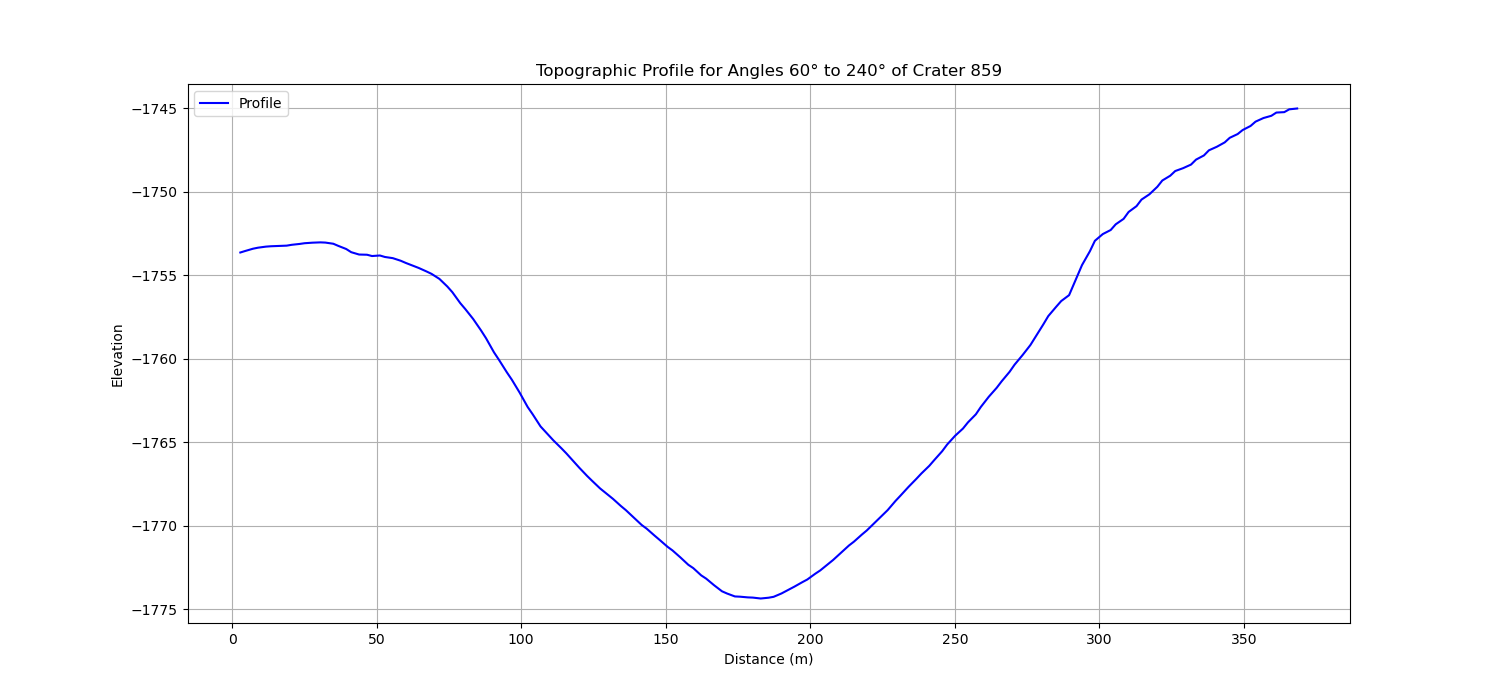 Topographic Profile for Angles 60° to 240° of Crater 859
Profile
−1745
−1750
−1755
−1760
−1765
−1770
−1775
Elevation
0 50 100 150 200 250 300 350
Distance (m)